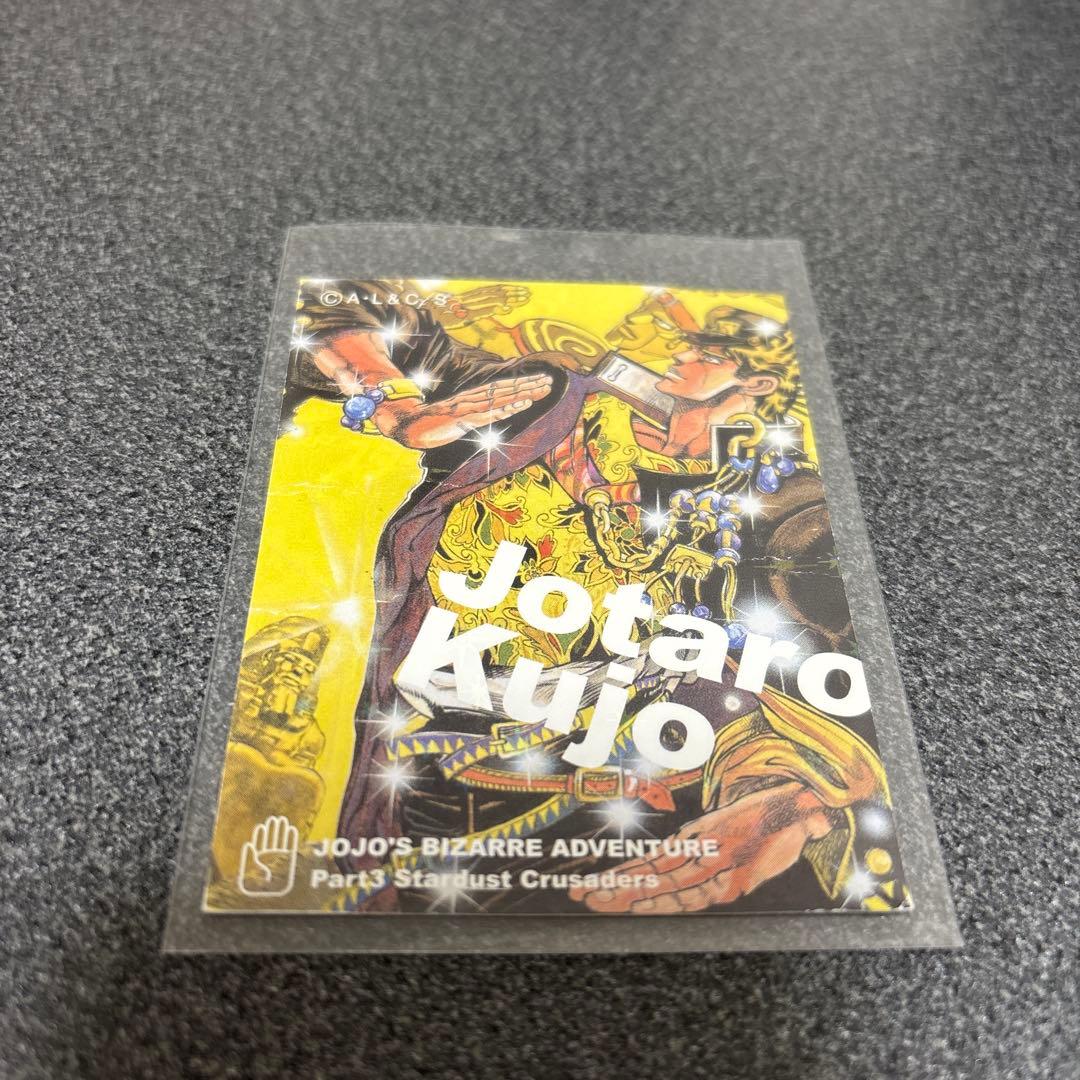 ©A・L&C/S
Jotaro
Kujo
JOJO'S BIZARRE ADVENTURE
Part3 Stardust Crusaders